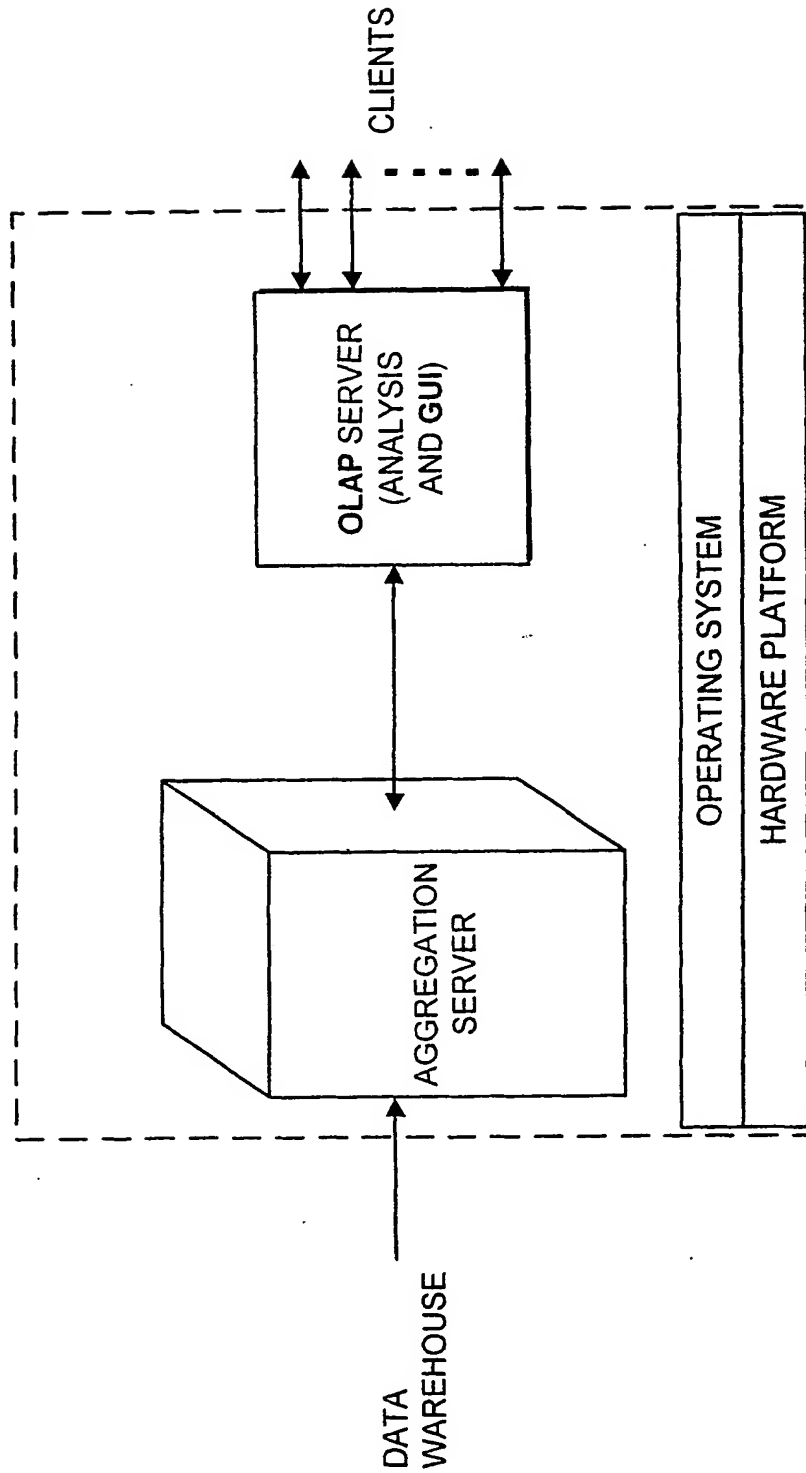 DATA
WAREHOUSE
AGGREGATION
SERVER
OLAP SERVER
(ANALYSIS
AND GUI)
CLIENTS
OPERATING SYSTEM
HARDWARE PLATFORM